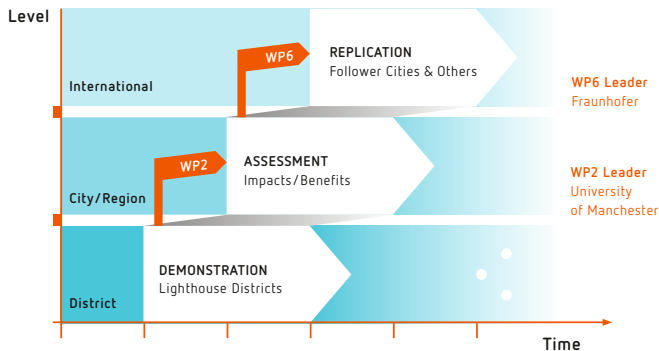 Level
WP6
REPLICATION
Follower Cities & Others
International
WP6 Leader
Fraunhofer
WP2
ASSESSMENT
Impacts/Benefits
City/Region
WP2 Leader
University
of Manchester
DEMONSTRATION
Lighthouse Districts
District
Time